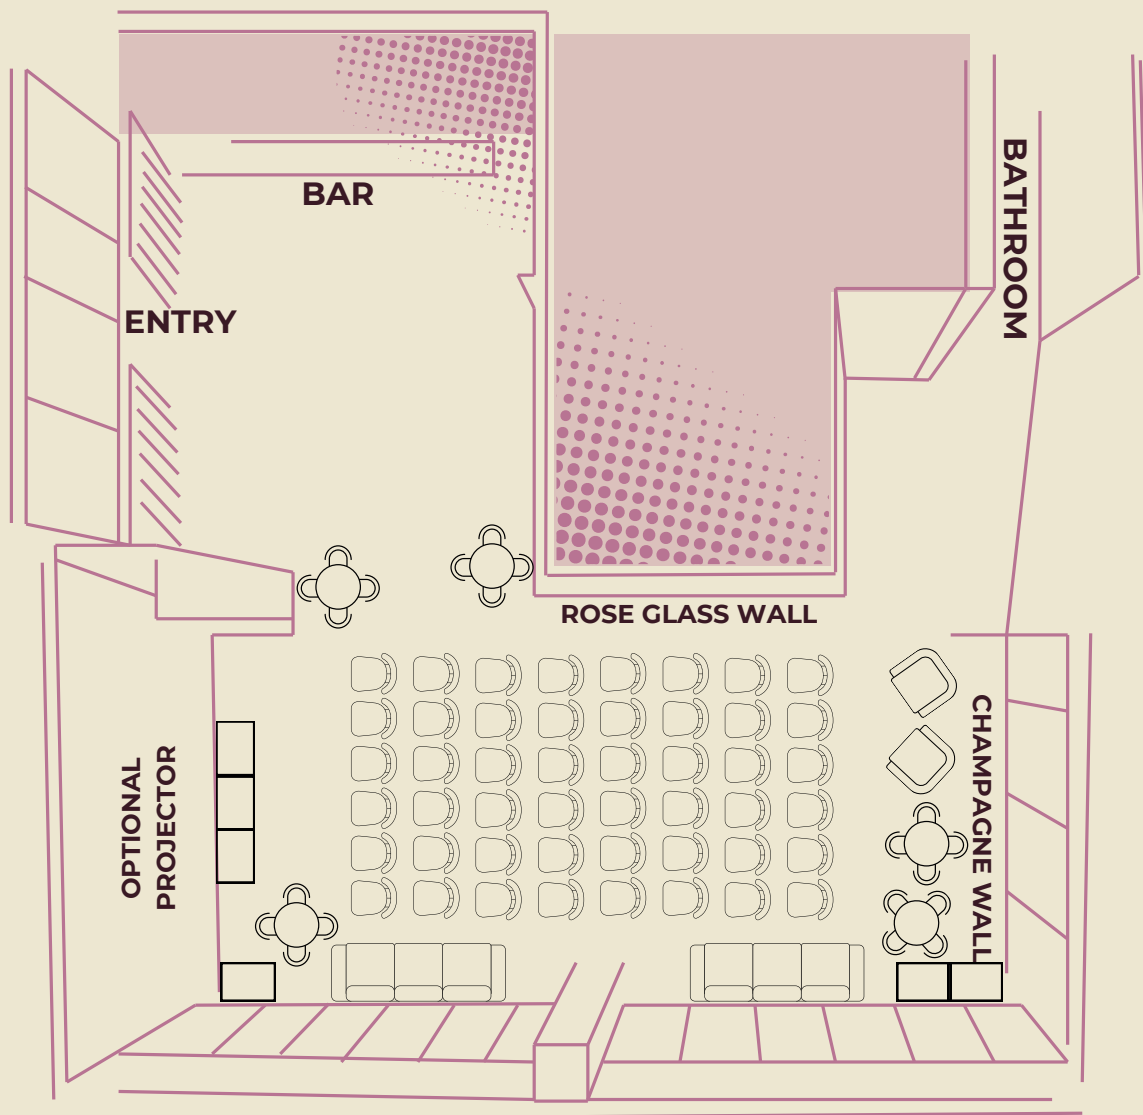 BAR
BATHROOM
ENTRY
ROSE GLASS WALL
OPTIONAL
PROJECTOR
CHAMPAGNE WALL